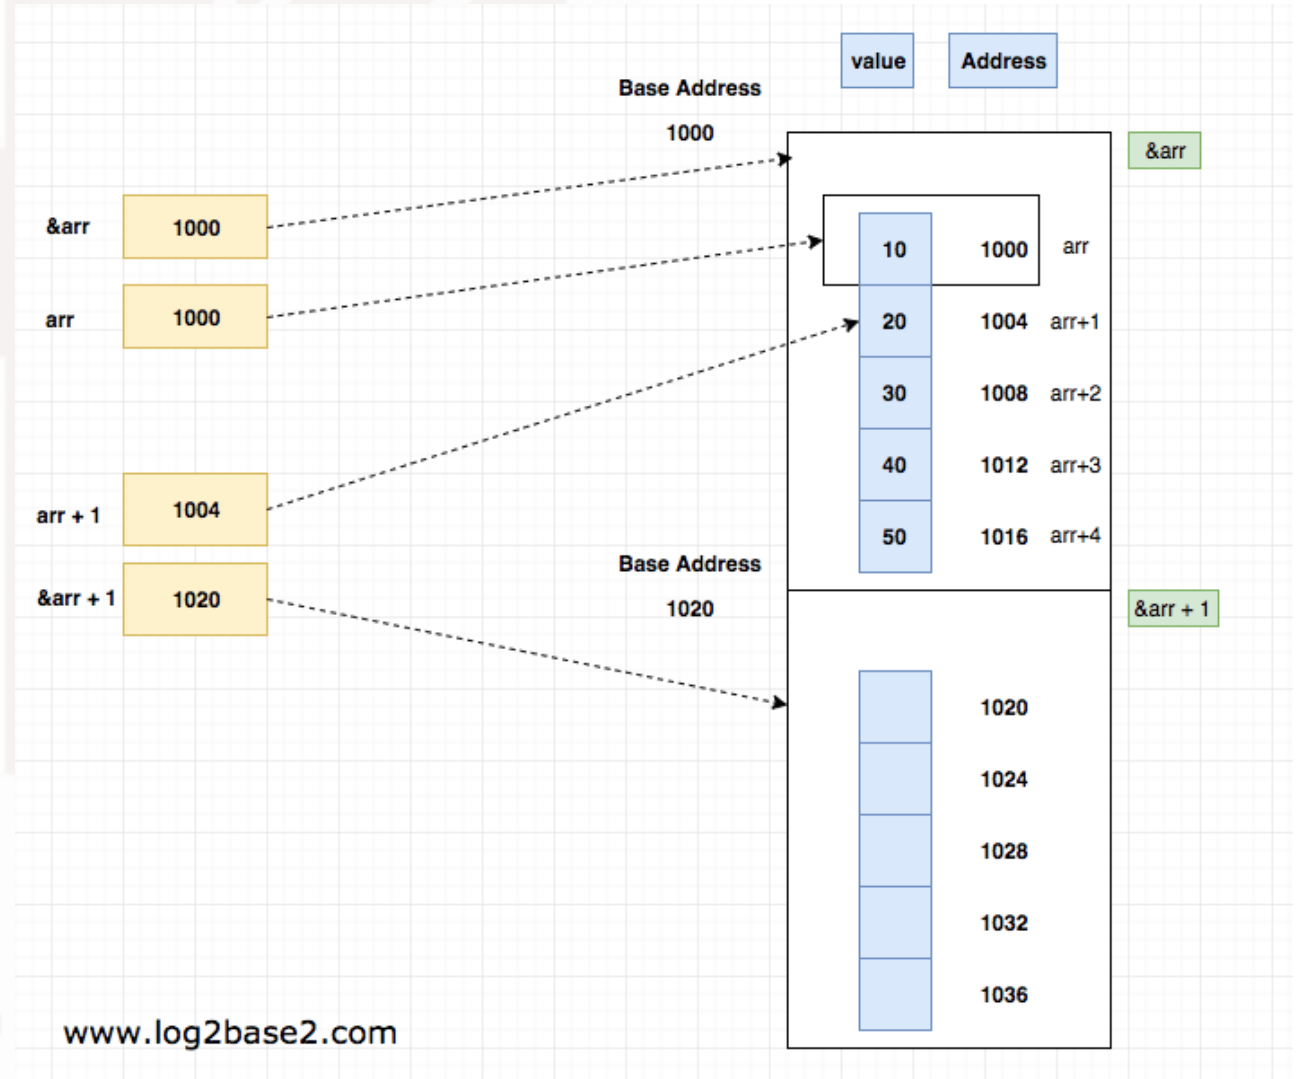 value Address
Base Address
1000
&arr
&arr 1000
10 1000 arr
arr 1000
20 1004 arr+1
30 1008 arr+2
40 1012 arr+3
arr + 1 1004
50 1016 arr+4
Base Address
&arr + 1 1020
1020
&arr + 1
1020
1024
1028
1032
1036
www.log2base2.com